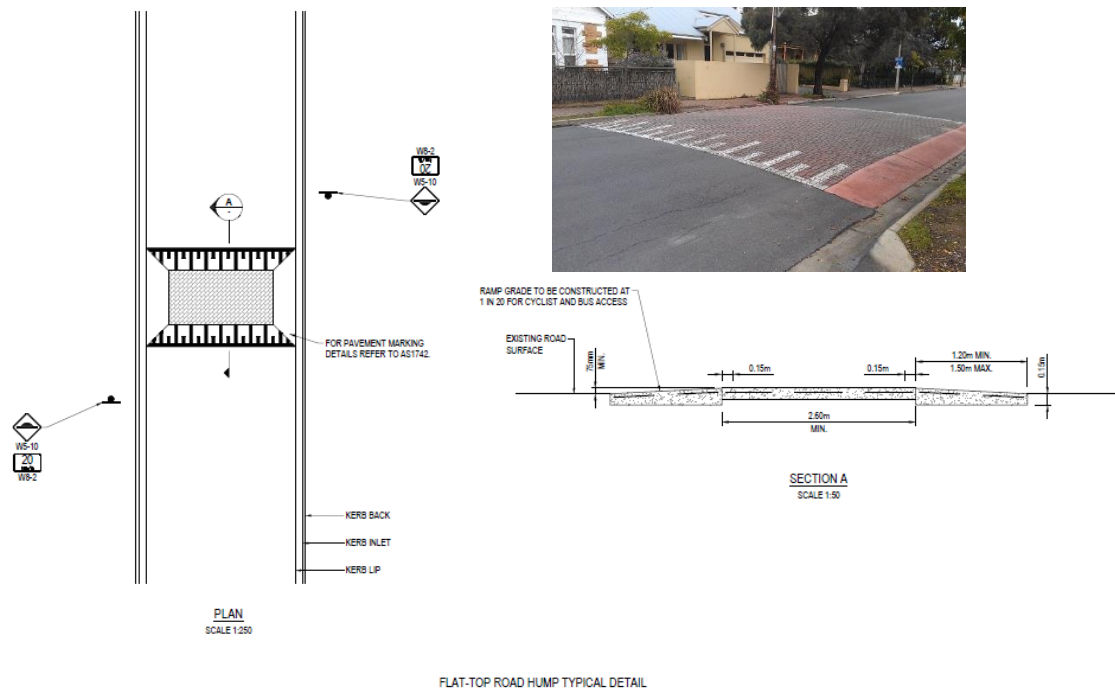 W8-2
20
W5-10
A
-
FOR PAVEMENT MARKING
DETAILS REFER TO AS1742.
W5-10
20
W8-2
KERB BACK
KERB INLET
KERB LIP
PLAN
SCALE 1:250
RAMP GRADE TO BE CONSTRUCTED AT
1 IN 20 FOR CYCLIST AND BUS ACCESS
EXISTING ROAD
SURFACE
75mm
MIN.
0.15m
0.15m
1.20m MIN.
1.50m MAX.
0.15m
2.60m
MIN.
SECTION A
SCALE 1:50
FLAT-TOP ROAD HUMP TYPICAL DETAIL